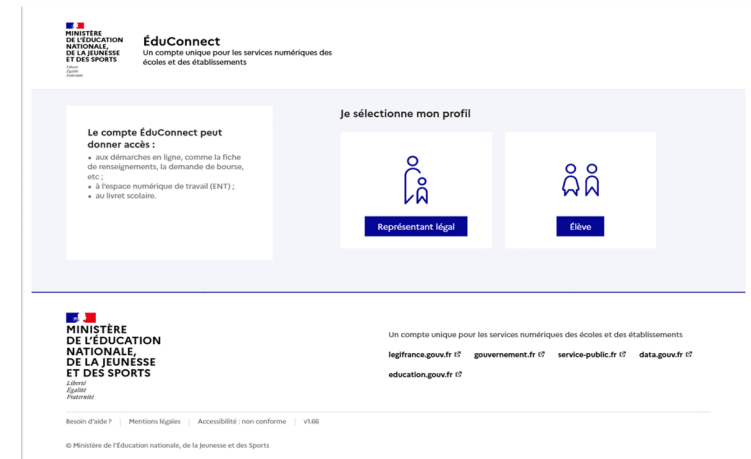 MINISTÈRE
DE L'ÉDUCATION
NATIONALE,
DE LA JEUNESSE
ET DES SPORTS
Liberté
Égalité
Fraternité
ÉduConnect
Un compte unique pour les services numériques des
écoles et des établissements
Le compte ÉduConnect peut
donner accès :
• aux démarches en ligne, comme la fiche
de renseignements, la demande de bourse,
etc ;
• à l'espace numérique de travail (ENT) ;
• au livret scolaire.
Je sélectionne mon profil
Représentant légal
Élève
MINISTÈRE
DE L'ÉDUCATION
NATIONALE,
DE LA JEUNESSE
ET DES SPORTS
Liberté
Égalité
Fraternité
Un compte unique pour les services numériques des écoles et des établissements
legifrance.gouv.fr gouvernement.fr service-public.fr data.gouv.fr
education.gouv.fr
Besoin d'aide ? | Mentions légales | Accessibilité : non conforme | v1.66
© Ministère de l'Éducation nationale, de la Jeunesse et des Sports